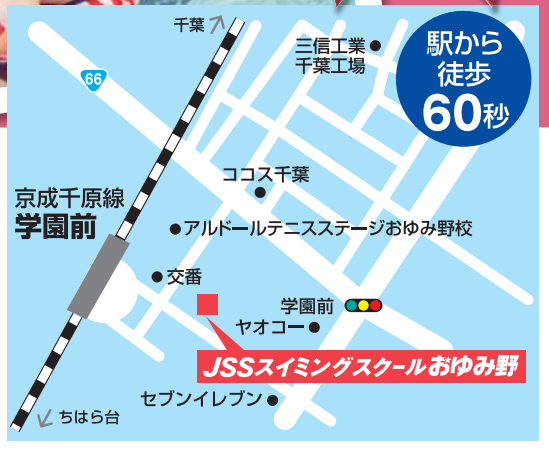 千葉
三信工業
千葉工場
駅から
徒歩
60秒
66
ココス千葉
京成千原線
学園前
アルドールテニスステージおゆみ野校
交番
学園前
ヤオコー
JSSスイミングスクールおゆみ野
セブンイレブン
ちはら台